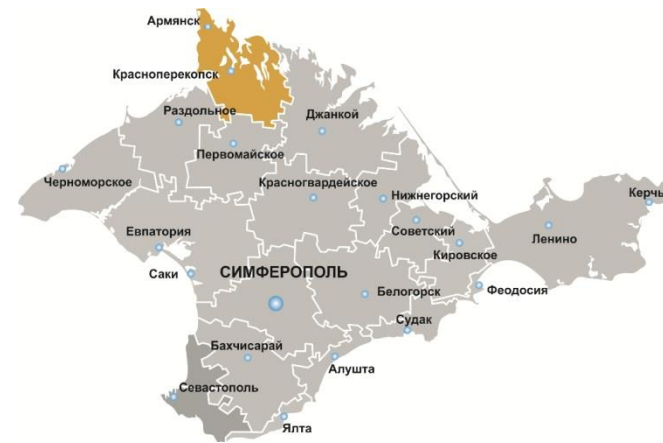 Армянск
Красноперекопск
Раздольное
Джанкой
Первомайское
Черноморское
Красногвардейское
Нижнегорский
Керчь
Советский
Ленино
Евпатория
Кировское
Саки
СИМФЕРОПОЛЬ
Белогорск
Феодосия
Судак
Бахчисарай
Алушта
Севастополь
Ялта